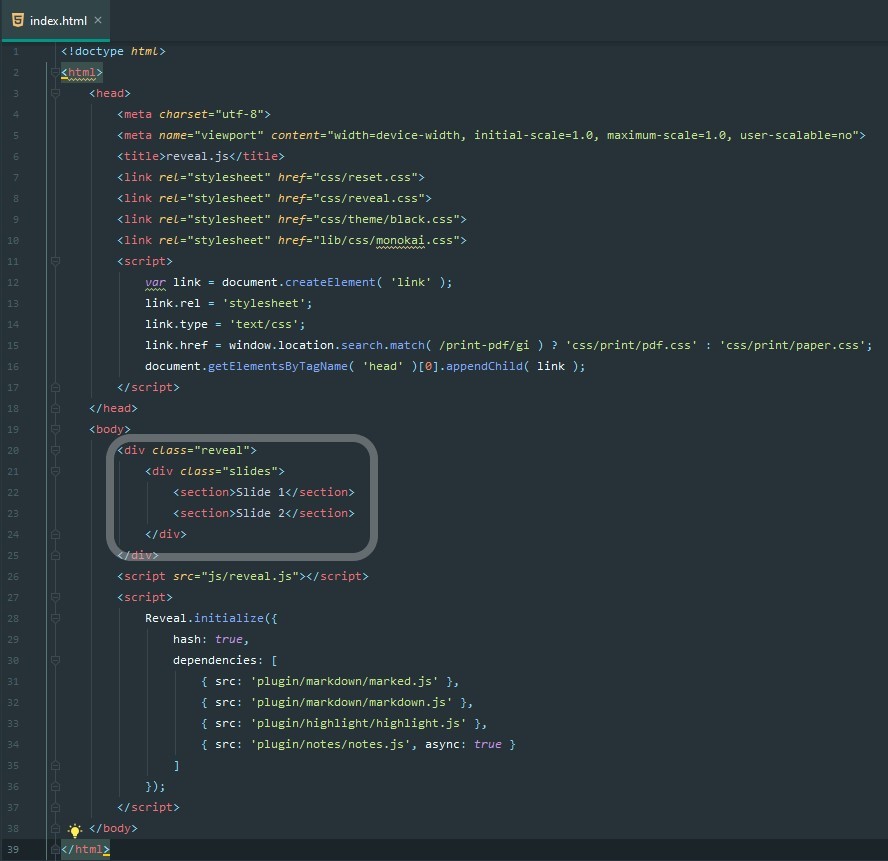 index.html
1 <!doctype html>
2 <html>
3 <head>
4 <meta charset="utf-8">
5 <meta name="viewport" content="width=device-width, initial-scale=1.0, maximum-scale=1.0, user-scalable=no">
6 <title>reveal.js</title>
7 <link rel="stylesheet" href="css/reset.css">
8 <link rel="stylesheet" href="css/reveal.css">
9 <link rel="stylesheet" href="css/theme/black.css">
10 <link rel="stylesheet" href="lib/css/monokai.css">
11 <script>
12 var link = document.createElement( 'link' );
13 link.rel = 'stylesheet';
14 link.type = 'text/css';
15 link.href = window.location.search.match( /print-pdf/gi ) ? 'css/print/pdf.css' : 'css/print/paper.css';
16 document.getElementsByTagName( 'head' )[0].appendChild( link );
17 </script>
18 </head>
19 <body>
20 <div class="reveal">
21 <div class="slides">
22 <section>Slide 1</section>
23 <section>Slide 2</section>
24 </div>
25 </div>
26 <script src="js/reveal.js"></script>
27 <script>
28 Reveal.initialize({
29 hash: true,
30 dependencies: [
31 { src: 'plugin/markdown/marked.js' },
32 { src: 'plugin/markdown/markdown.js' },
33 { src: 'plugin/highlight/highlight.js' },
34 { src: 'plugin/notes/notes.js', async: true }
35 ]
36 });
37 </script>
38 </body>
39 </html>